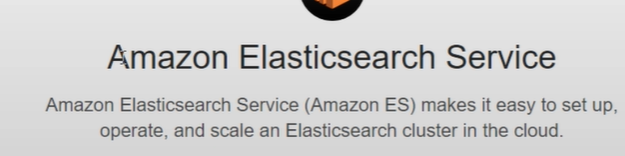 Amazon Elasticsearch Service
Amazon Elasticsearch Service (Amazon ES) makes it easy to set up,
operate, and scale an Elasticsearch cluster in the cloud.